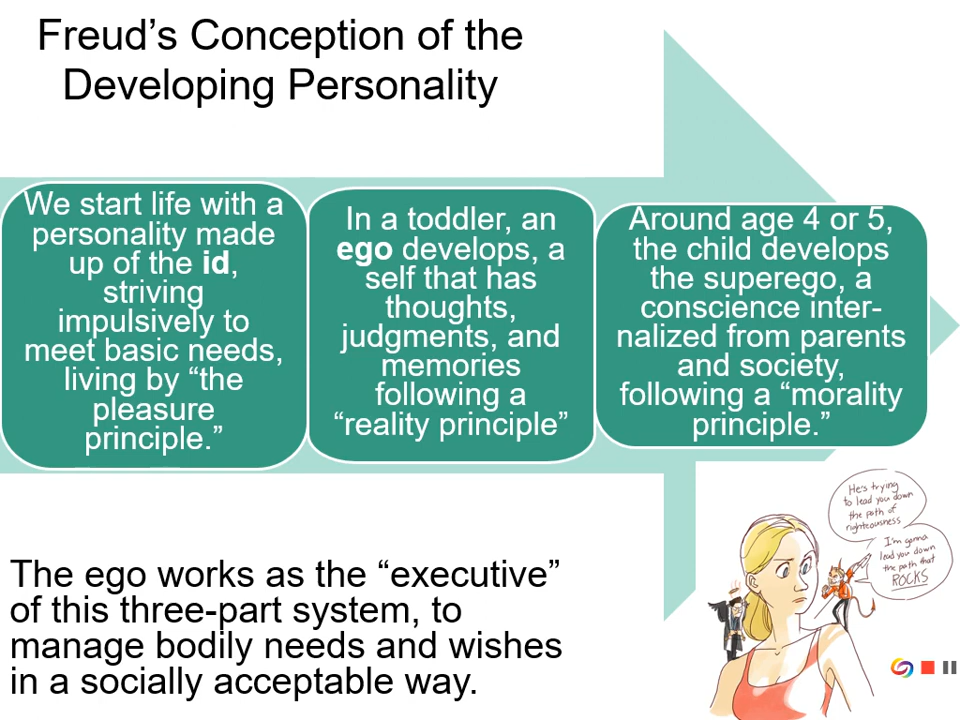 Freud’s Conception of the
Developing Personality
We start life with a
personality made
up of the id,
striving
impulsively to
meet basic needs,
living by “the
pleasure
principle.”
In a toddler, an
ego develops, a
self that has
thoughts,
judgments, and
memories
following a
“reality principle”
Around age 4 or 5,
the child develops
the superego, a
conscience inter-
nalized from parents
and society,
following a “morality
principle.”
The ego works as the “executive”
of this three-part system, to
manage bodily needs and wishes
in a socially acceptable way.
He's trying
to lead you down
the path of
righteousness
I'm gonna
lead you down
the path that
ROCKS